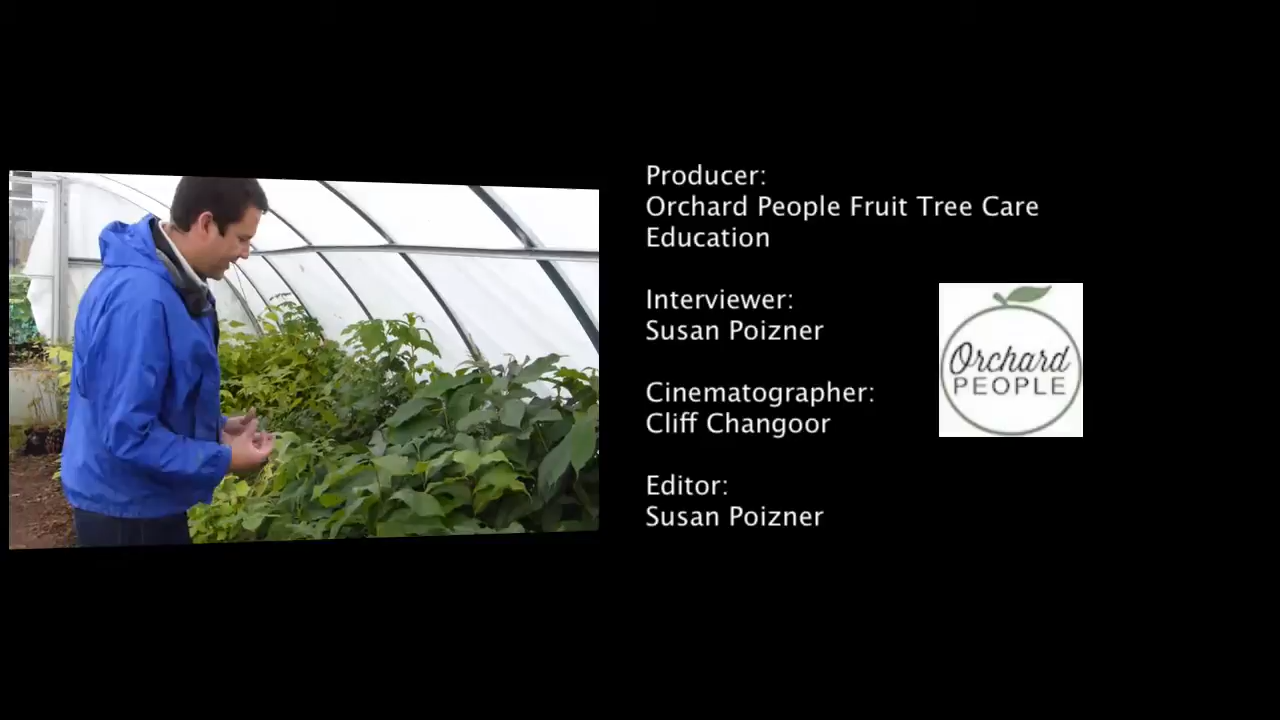 Producer:
Orchard People Fruit Tree Care
Education
Interviewer:
Susan Poizner
Cinematographer:
Cliff Changoor
Editor:
Susan Poizner
Orchard
PEOPLE